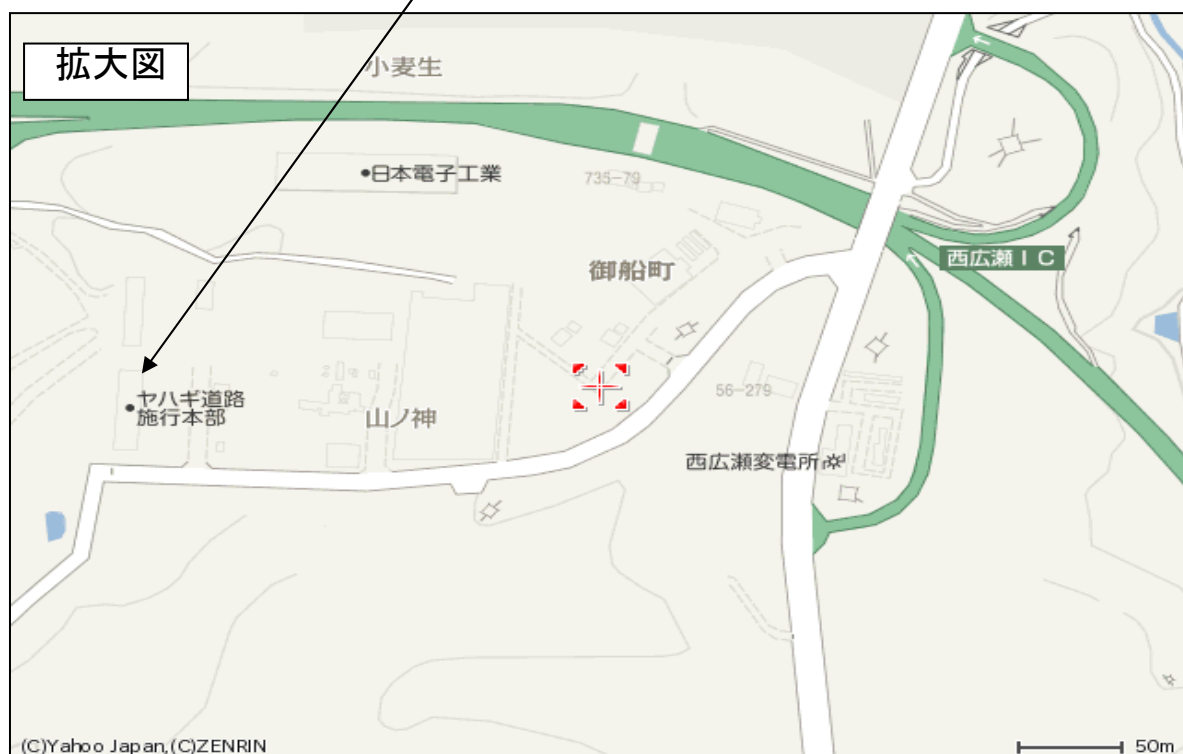 拡大図
小麦生
日本電子工業
735-79
御船町
西広瀬IC
ヤハギ道路
施行本部
山ノ神
56-279
西広瀬変電所
(C)Yahoo Japan,(C)ZENRIN
50m